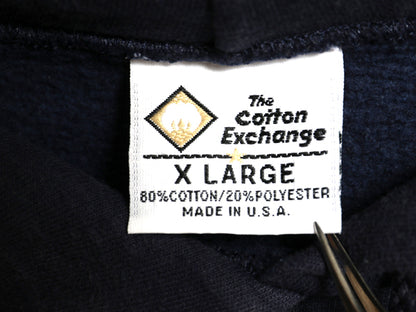 The
Cotton
Exchange
X LARGE
80%COTTON/20%POLYESTER
MADE IN U.S.A.